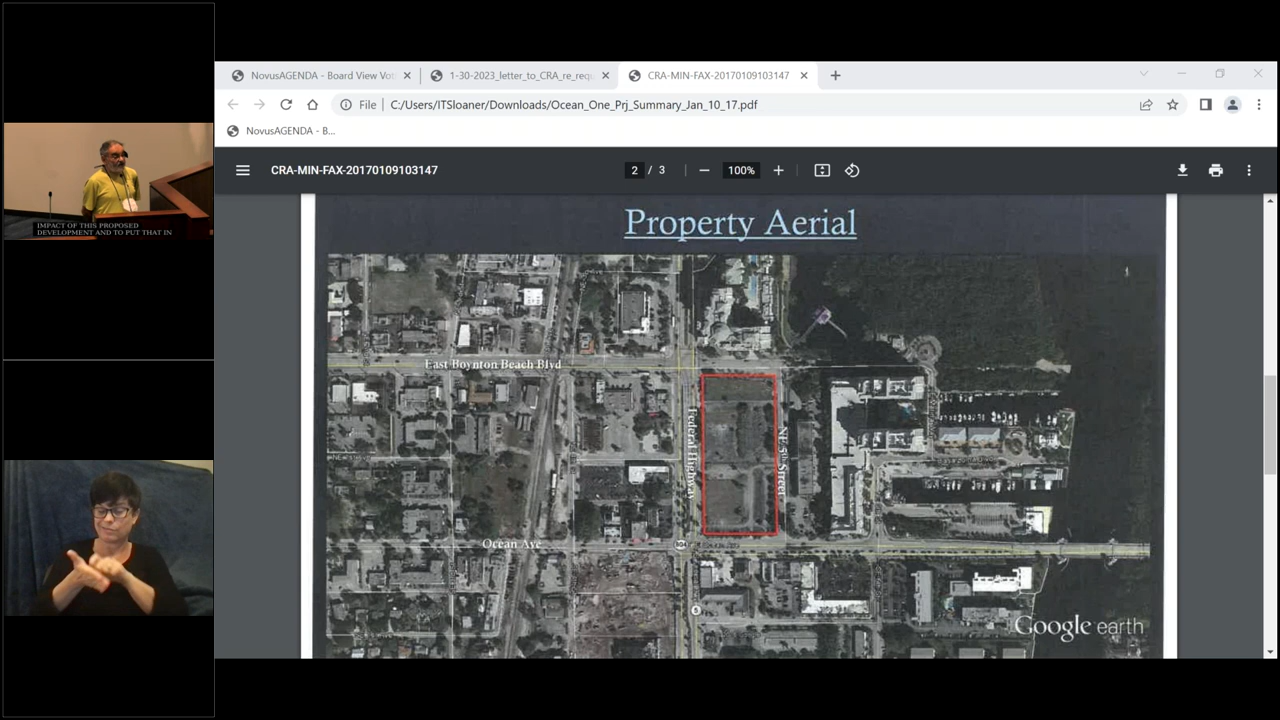 IMPACT OF THIS PROPOSED
DEVELOPMENT AND TO PUT THAT IN
NovusAGENDA - Board View Vot
1-30-2023_letter_to_CRA_re_requ
CRA-MIN-FAX-20170109103147
File
C:/Users/ITSloaner/Downloads/Ocean_One_Prj_Summary_Jan_10_17.pdf
NovusAGENDA - B...
CRA-MIN-FAX-20170109103147
2 / 3
100%
Property Aerial
East Boynton Beach Blvd
Federal Highway
NE 5th Street
Ocean Ave
804
5
Google earth